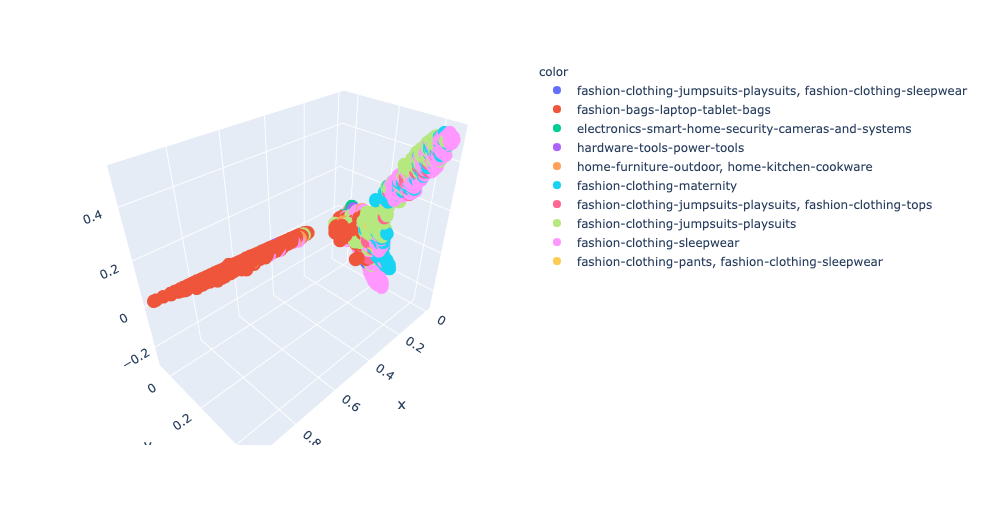 color
fashion-clothing-jumpsuits-playsuits, fashion-clothing-sleepwear
fashion-bags-laptop-tablet-bags
electronics-smart-home-security-cameras-and-systems
hardware-tools-power-tools
home-furniture-outdoor, home-kitchen-cookware
fashion-clothing-maternity
fashion-clothing-jumpsuits-playsuits, fashion-clothing-tops
fashion-clothing-jumpsuits-playsuits
fashion-clothing-sleepwear
fashion-clothing-pants, fashion-clothing-sleepwear
0.4
0.2
0
−0.2
0
0.2
0
0.2
0.4
0.6
0.8
x